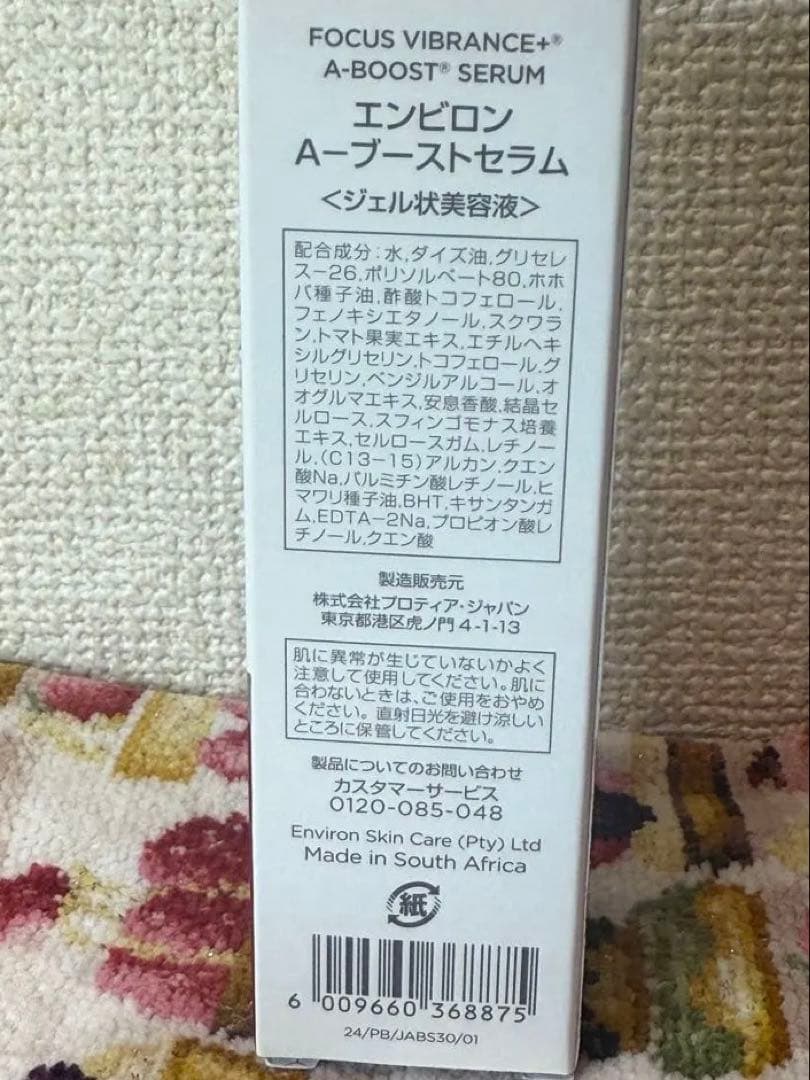 FOCUS VIBRANCE+®
A-BOOST® SERUM
エンビロン
A−ブーストセラム
＜ジェル状美容液＞
配合成分：水,ダイズ油,グリセレ
ス−26,ポリソルベート80,ホホ
バ種子油,酢酸トコフェロール,
フェノキシエタノール,スクワラ
ン,トマト果実エキス,エチルヘキ
シルグリセリン,トコフェロール,グ
リセリン,ベンジルアルコール,オ
オグルマエキス,安息香酸,結晶セ
ルロース,スフィンゴモナス培養
エキス,セルロースガム,レチノー
ル,(C13−15)アルカン,クエン
酸Na,パルミチン酸レチノール,ヒ
マワリ種子油,BHT,キサンタンガ
ム,EDTA−2Na,プロピオン酸レ
チノール,クエン酸
製造販売元
株式会社プロティア・ジャパン
東京都港区虎ノ門4-1-13
肌に異常が生じていないかよく
注意して使用してください。肌に
合わないときは、ご使用をおやめ
ください。直射日光を避け涼しい
ところに保管してください。
製品についてのお問い合わせ
カスタマーサービス
0120-085-048
Environ Skin Care (Pty) Ltd
Made in South Africa
紙
6 009660 368875
24/PB/JABS30/01